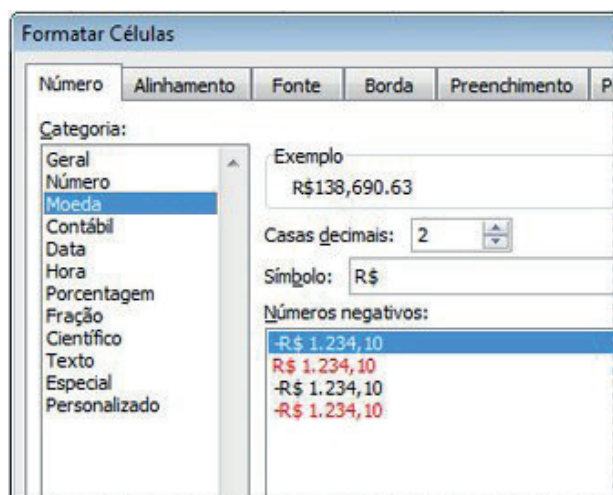 Formatar Células
Número Alinhamento Fonte Borda Preenchimento P
Categoria:
Geral
Número
Moeda
Contábil
Data
Hora
Porcentagem
Fração
Científico
Texto
Especial
Personalizado
Exemplo
R$138,690.63
Casas decimais: 2
Símbolo: R$
Números negativos:
-R$ 1.234,10
R$ 1.234,10
-R$ 1.234,10
-R$ 1.234,10